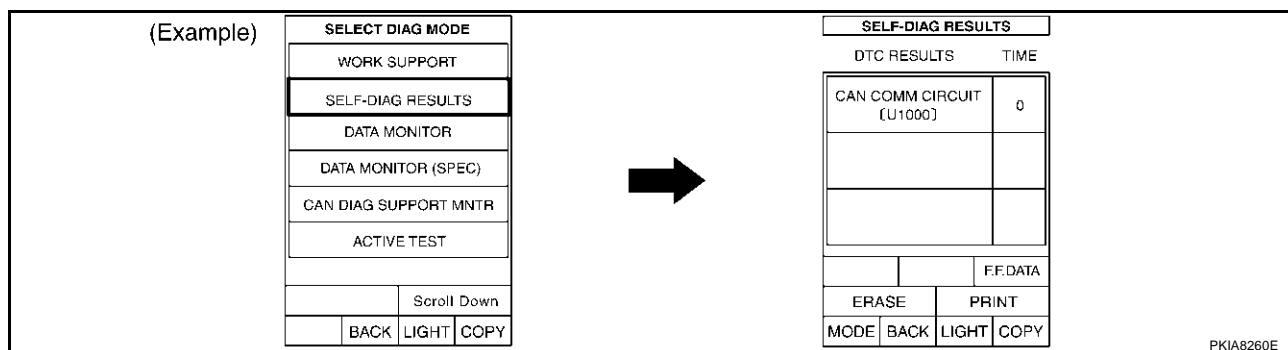 (Example)
SELECT DIAG MODE
WORK SUPPORT
SELF-DIAG RESULTS
DATA MONITOR
DATA MONITOR (SPEC)
CAN DIAG SUPPORT MNTR
ACTIVE TEST
Scroll Down
BACK LIGHT COPY
SELF-DIAG RESULTS
DTC RESULTS TIME
CAN COMM CIRCUIT 0
[U1000]
F.F.DATA
ERASE PRINT
MODE BACK LIGHT COPY
PKIA8260E